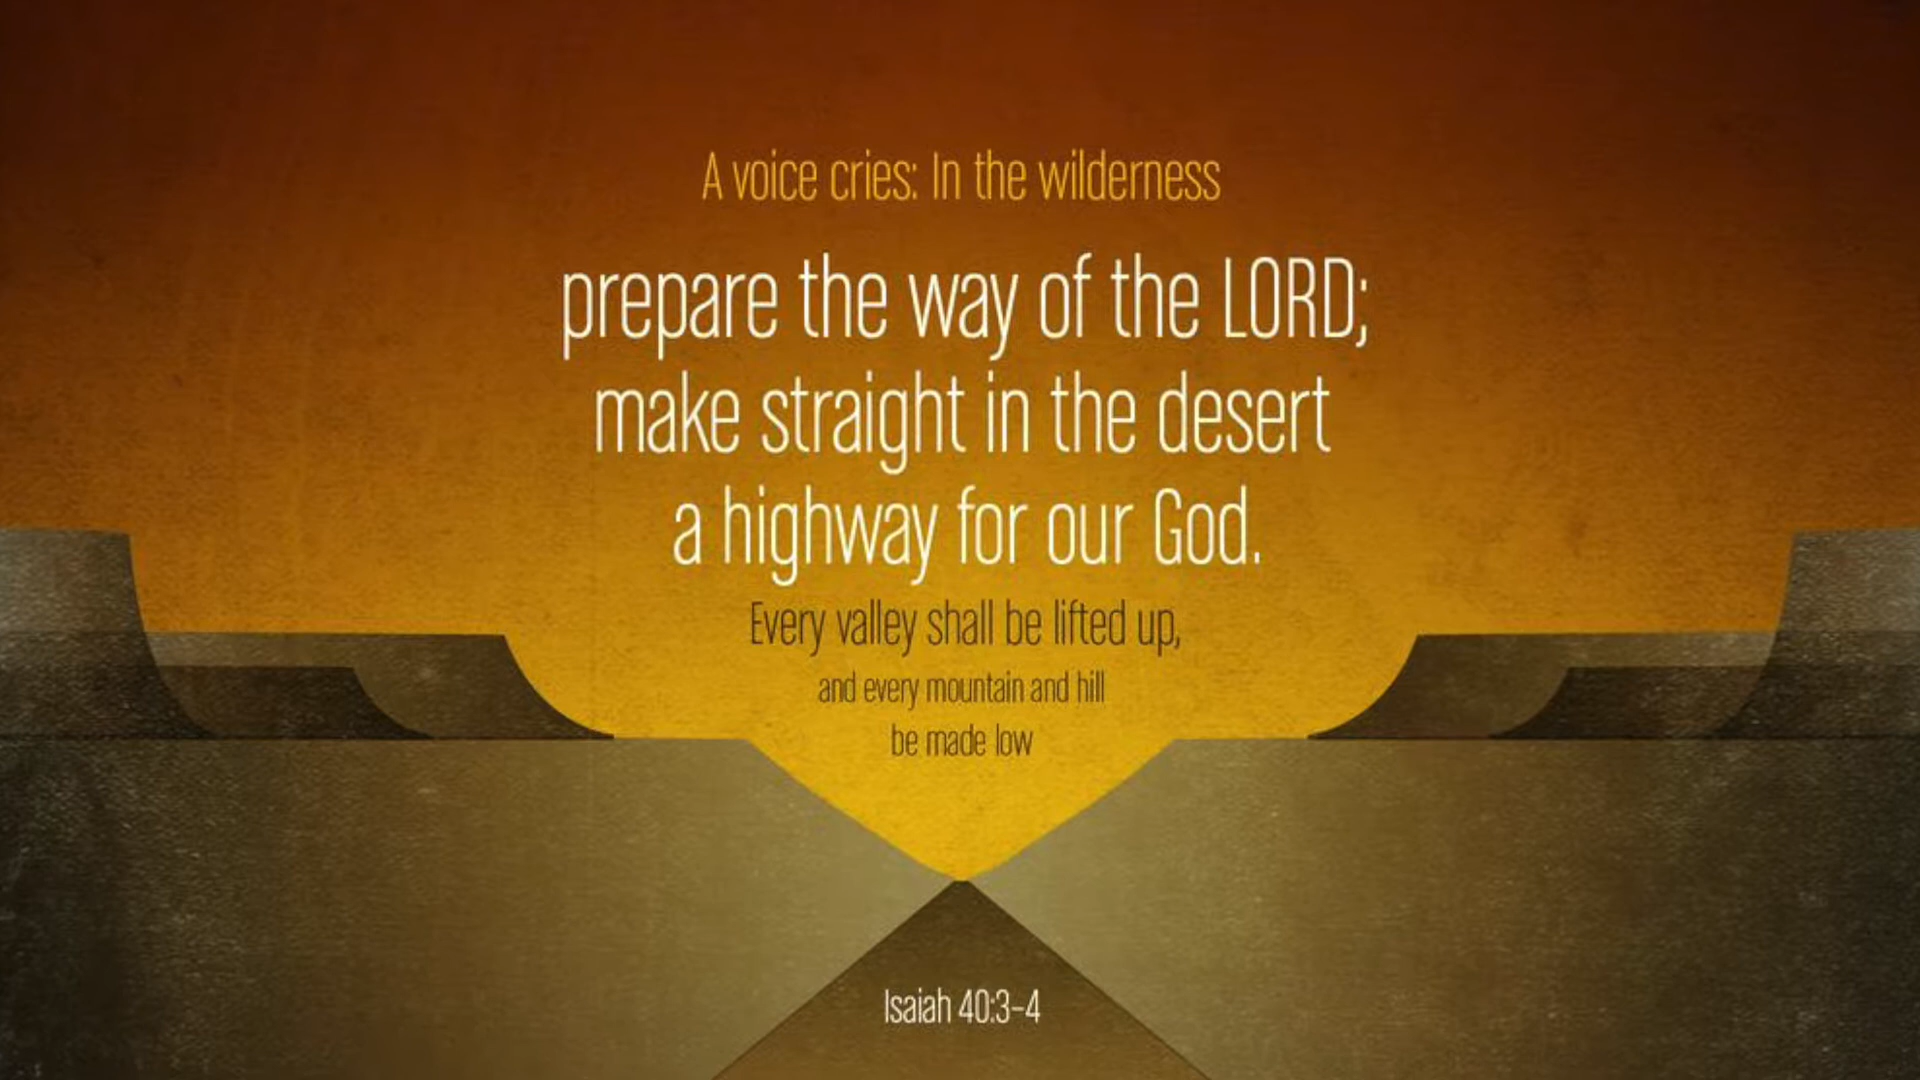 A voice cries: In the wilderness
prepare the way of the LORD;
make straight in the desert
a highway for our God.
Every valley shall be lifted up,
and every mountain and hill
be made low
Isaiah 40:3-4